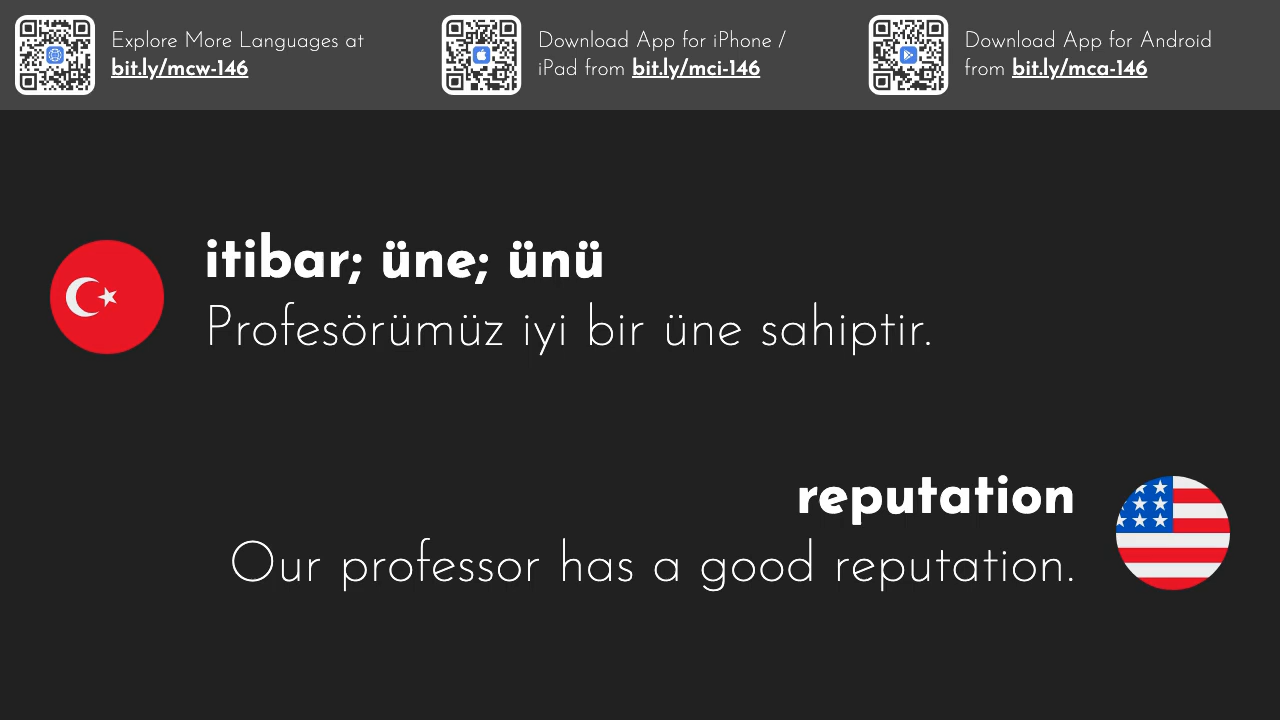 Explore More Languages at
bit.ly/mcw-146
Download App for iPhone /
iPad from bit.ly/mci-146
Download App for Android
from bit.ly/mca-146
itibar; üne; ünü
Profesörümüz iyi bir üne sahiptir.
reputation
Our professor has a good reputation.